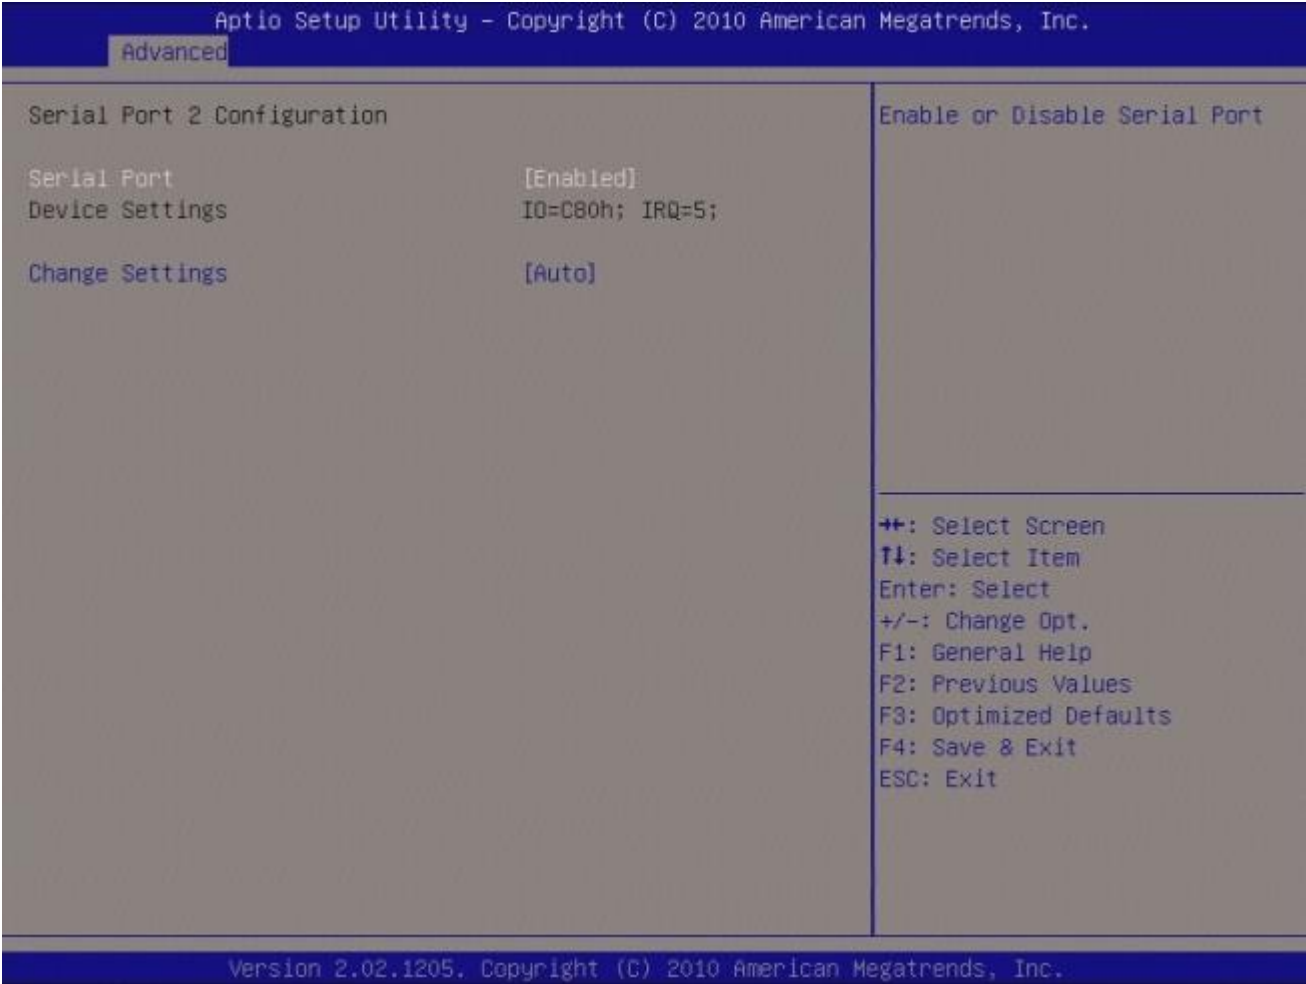 Aptio Setup Utility – Copyright (C) 2010 American Megatrends, Inc.
Advanced
Serial Port 2 Configuration
Serial Port [Enabled]
Device Settings IO=C80h; IRQ=5;
Change Settings [Auto]
Enable or Disable Serial Port
→←: Select Screen
↑↓: Select Item
Enter: Select
+/-: Change Opt.
F1: General Help
F2: Previous Values
F3: Optimized Defaults
F4: Save & Exit
ESC: Exit
Version 2.02.1205. Copyright (C) 2010 American Megatrends, Inc.